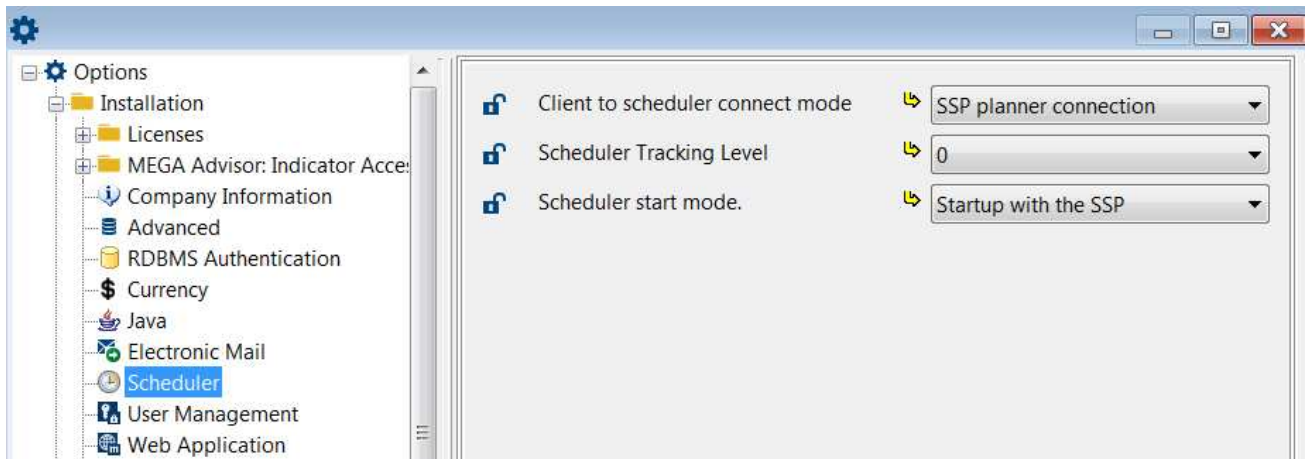 Options
Installation
Licenses
MEGA Advisor: Indicator Acce
Company Information
Advanced
RDBMS Authentication
Currency
Java
Electronic Mail
Scheduler
User Management
Web Application
Client to scheduler connect mode SSP planner connection
Scheduler Tracking Level 0
Scheduler start mode. Startup with the SSP